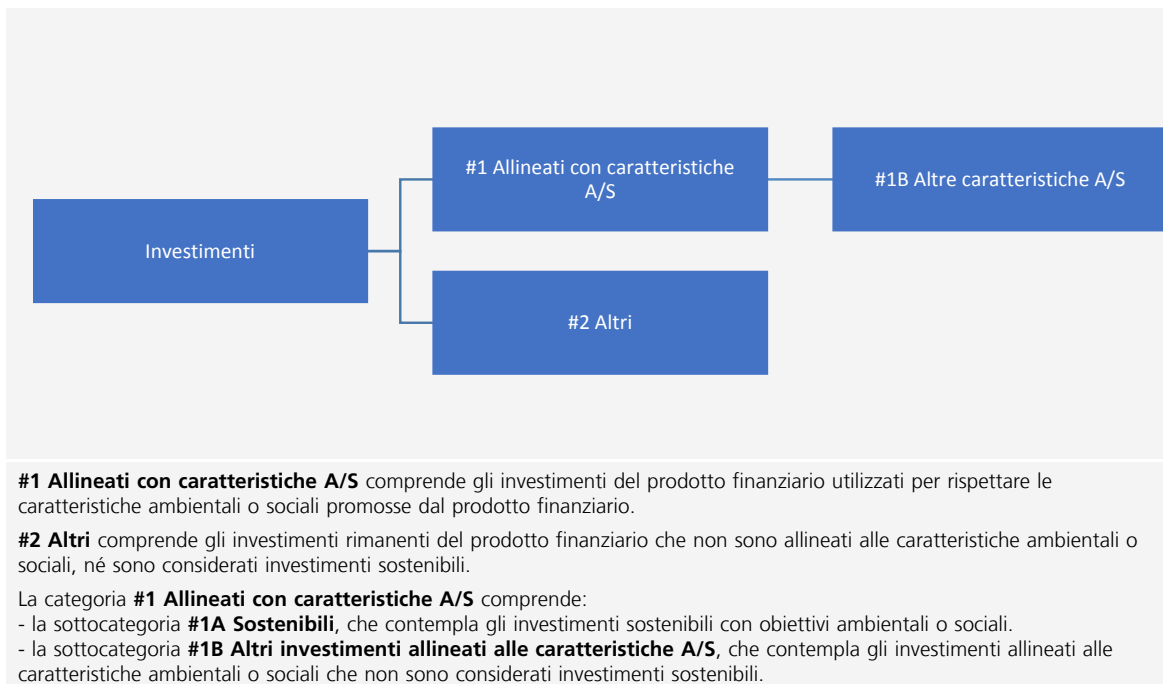 #1 Allineati con caratteristiche
A/S
#1B Altre caratteristiche A/S
Investimenti
#2 Altri
#1 Allineati con caratteristiche A/S comprende gli investimenti del prodotto finanziario utilizzati per rispettare le
caratteristiche ambientali o sociali promosse dal prodotto finanziario.
#2 Altri comprende gli investimenti rimanenti del prodotto finanziario che non sono allineati alle caratteristiche ambientali o
sociali, né sono considerati investimenti sostenibili.
La categoria #1 Allineati con caratteristiche A/S comprende:
- la sottocategoria #1A Sostenibili, che contempla gli investimenti sostenibili con obiettivi ambientali o sociali.
- la sottocategoria #1B Altri investimenti allineati alle caratteristiche A/S, che contempla gli investimenti allineati alle
caratteristiche ambientali o sociali che non sono considerati investimenti sostenibili.